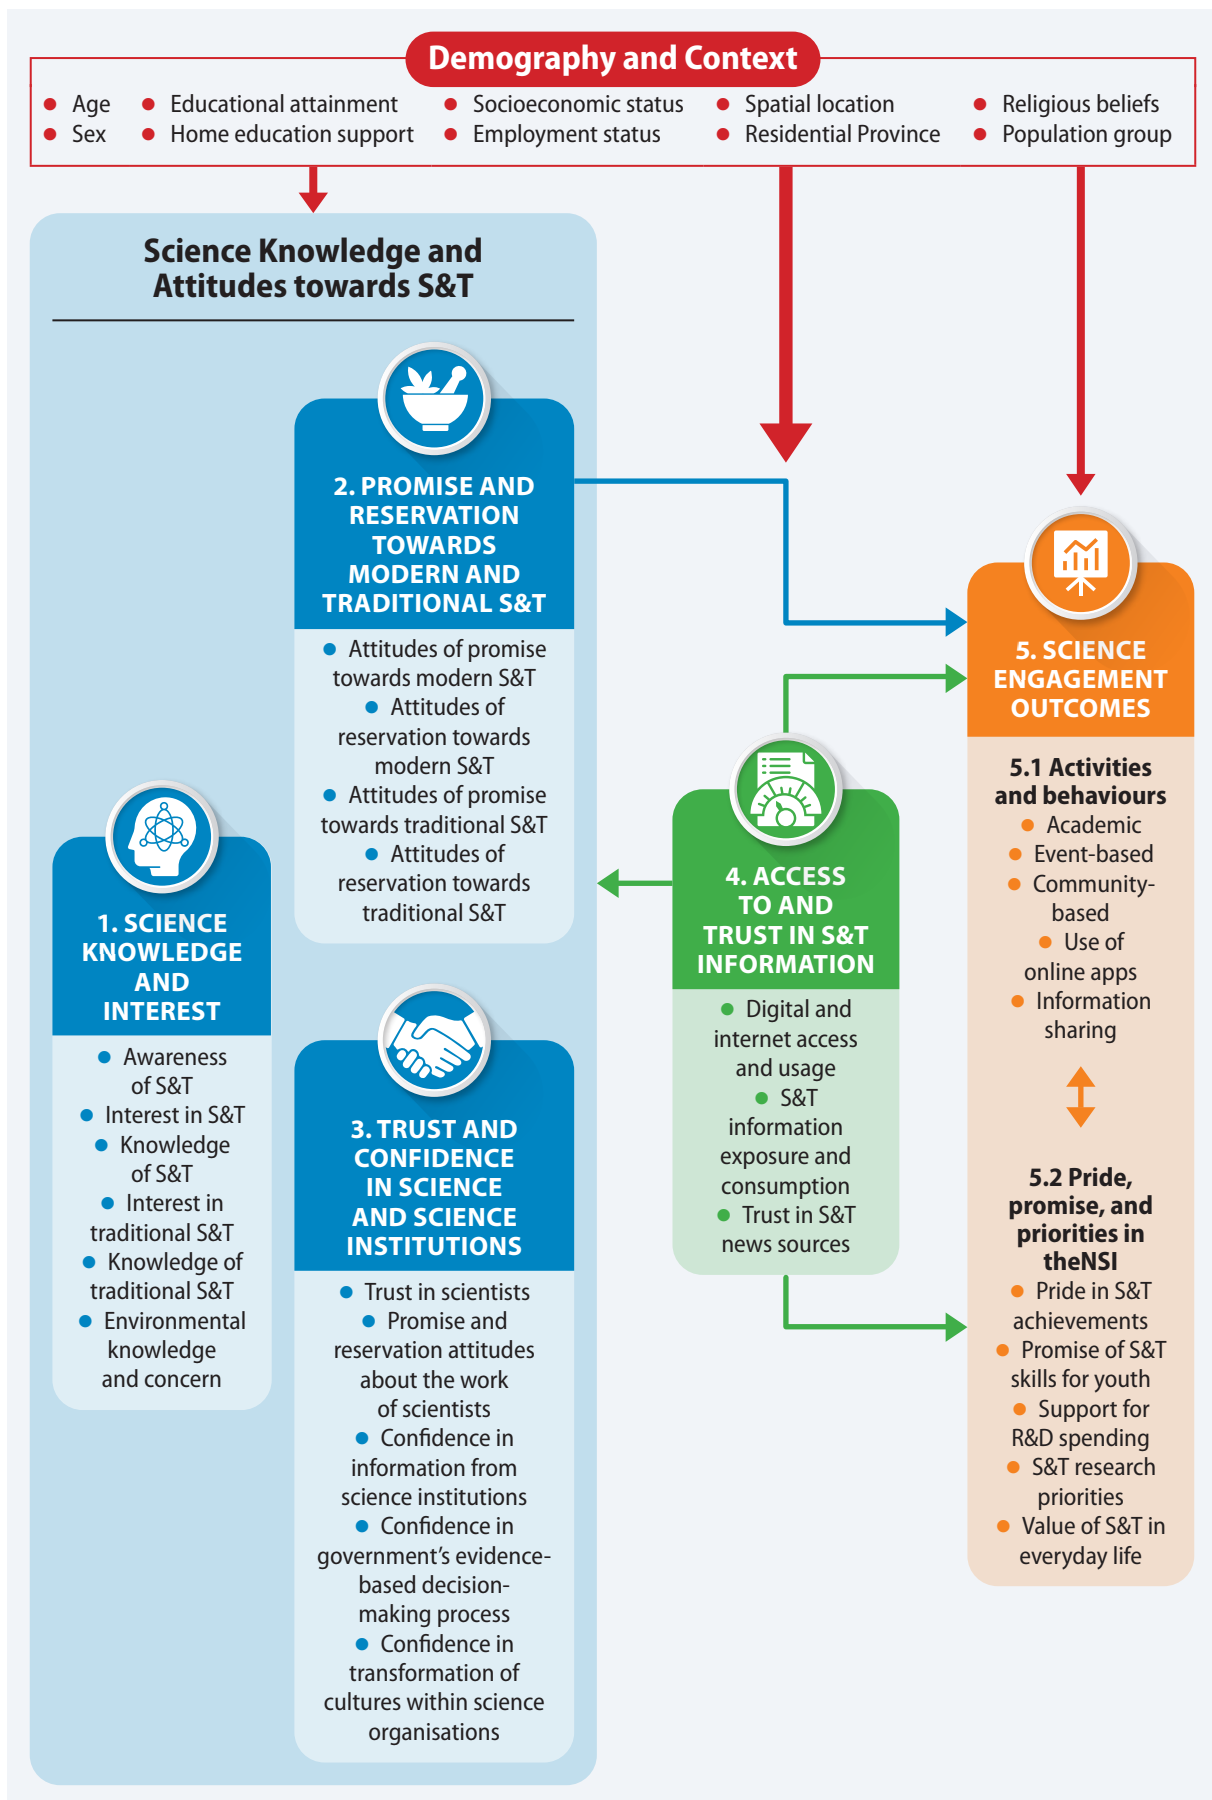 Demography and Context
• Age
• Sex
• Educational attainment
• Home education support
• Socioeconomic status
• Employment status
• Spatial location
• Residential Province
• Religious beliefs
• Population group
Science Knowledge and
Attitudes towards S&T
1. SCIENCE
KNOWLEDGE
AND
INTEREST
• Awareness
of S&T
• Interest in S&T
• Knowledge
of S&T
• Interest in
traditional S&T
• Knowledge of
traditional S&T
• Environmental
knowledge
and concern
2. PROMISE AND
RESERVATION
TOWARDS
MODERN AND
TRADITIONAL S&T
• Attitudes of promise
towards modern S&T
• Attitudes of
reservation towards
modern S&T
• Attitudes of promise
towards traditional S&T
• Attitudes of
reservation towards
traditional S&T
3. TRUST AND
CONFIDENCE
IN SCIENCE
AND SCIENCE
INSTITUTIONS
• Trust in scientists
• Promise and
reservation attitudes
about the work
of scientists
• Confidence in
information from
science institutions
• Confidence in
government's evidence-
based decision-
making process
• Confidence in
transformation of
cultures within science
organisations
4. ACCESS
TO AND
TRUST IN S&T
INFORMATION
• Digital and
internet access
and usage
• S&T
information
exposure and
consumption
• Trust in S&T
news sources
5. SCIENCE
ENGAGEMENT
OUTCOMES
5.1 Activities
and behaviours
• Academic
• Event-based
• Community-
based
• Use of
online apps
• Information
sharing
5.2 Pride,
promise, and
priorities in
theNSI
• Pride in S&T
achievements
• Promise of S&T
skills for youth
• Support for
R&D spending
• S&T research
priorities
• Value of S&T in
everyday life